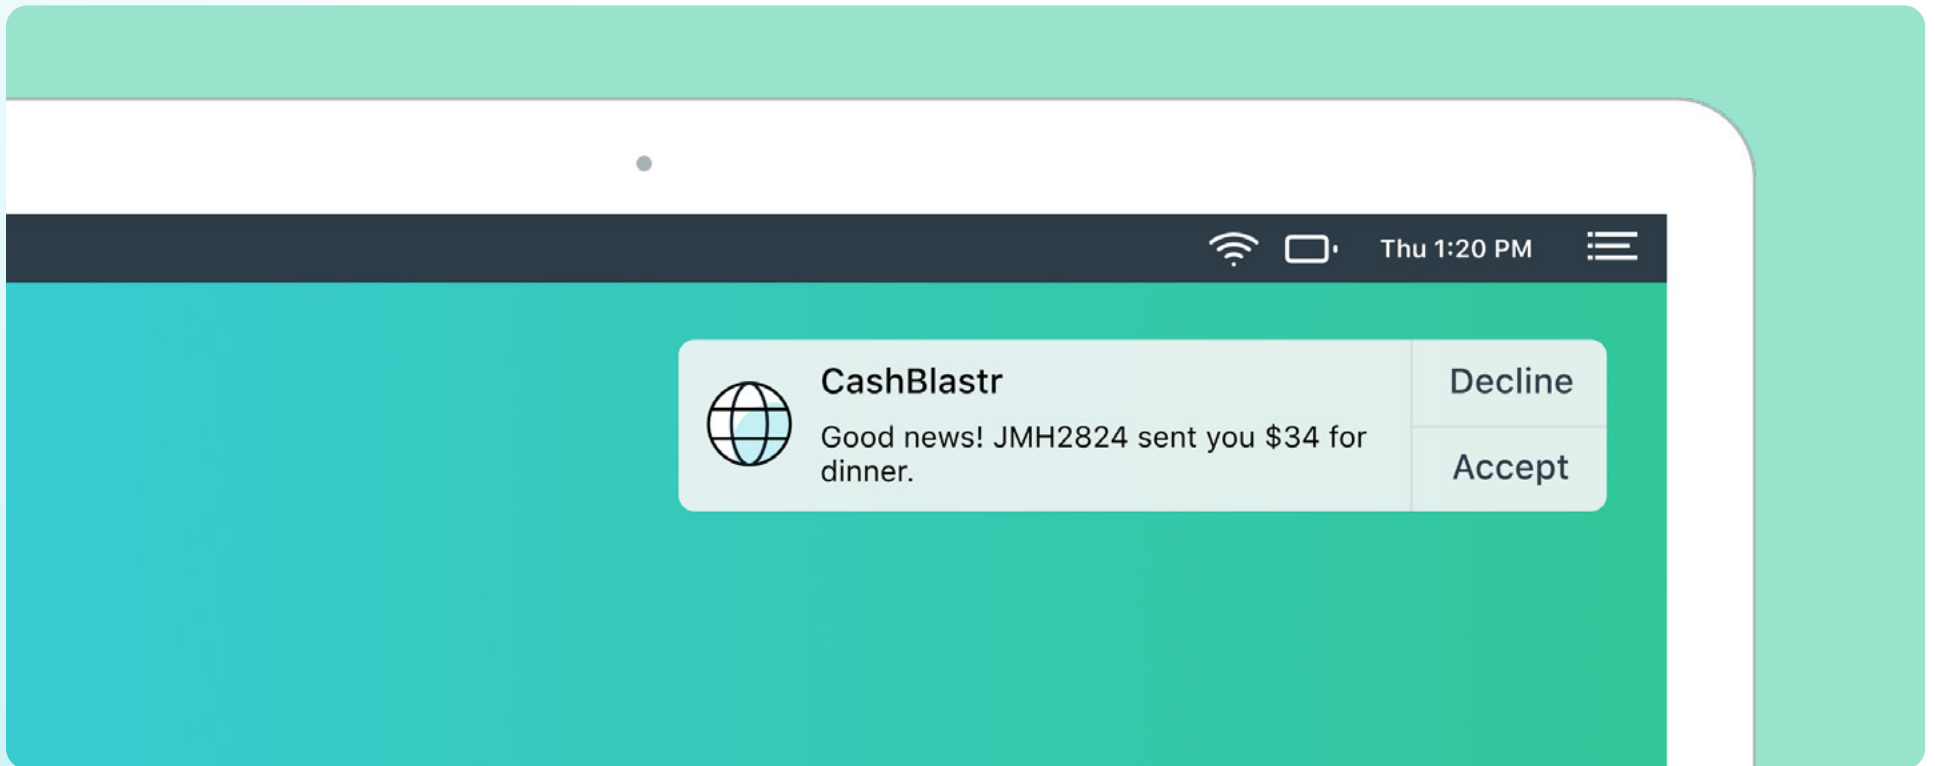 Thu 1:20 PM
CashBlastr
Good news! JMH2824 sent you $34 for
dinner.
Decline
Accept